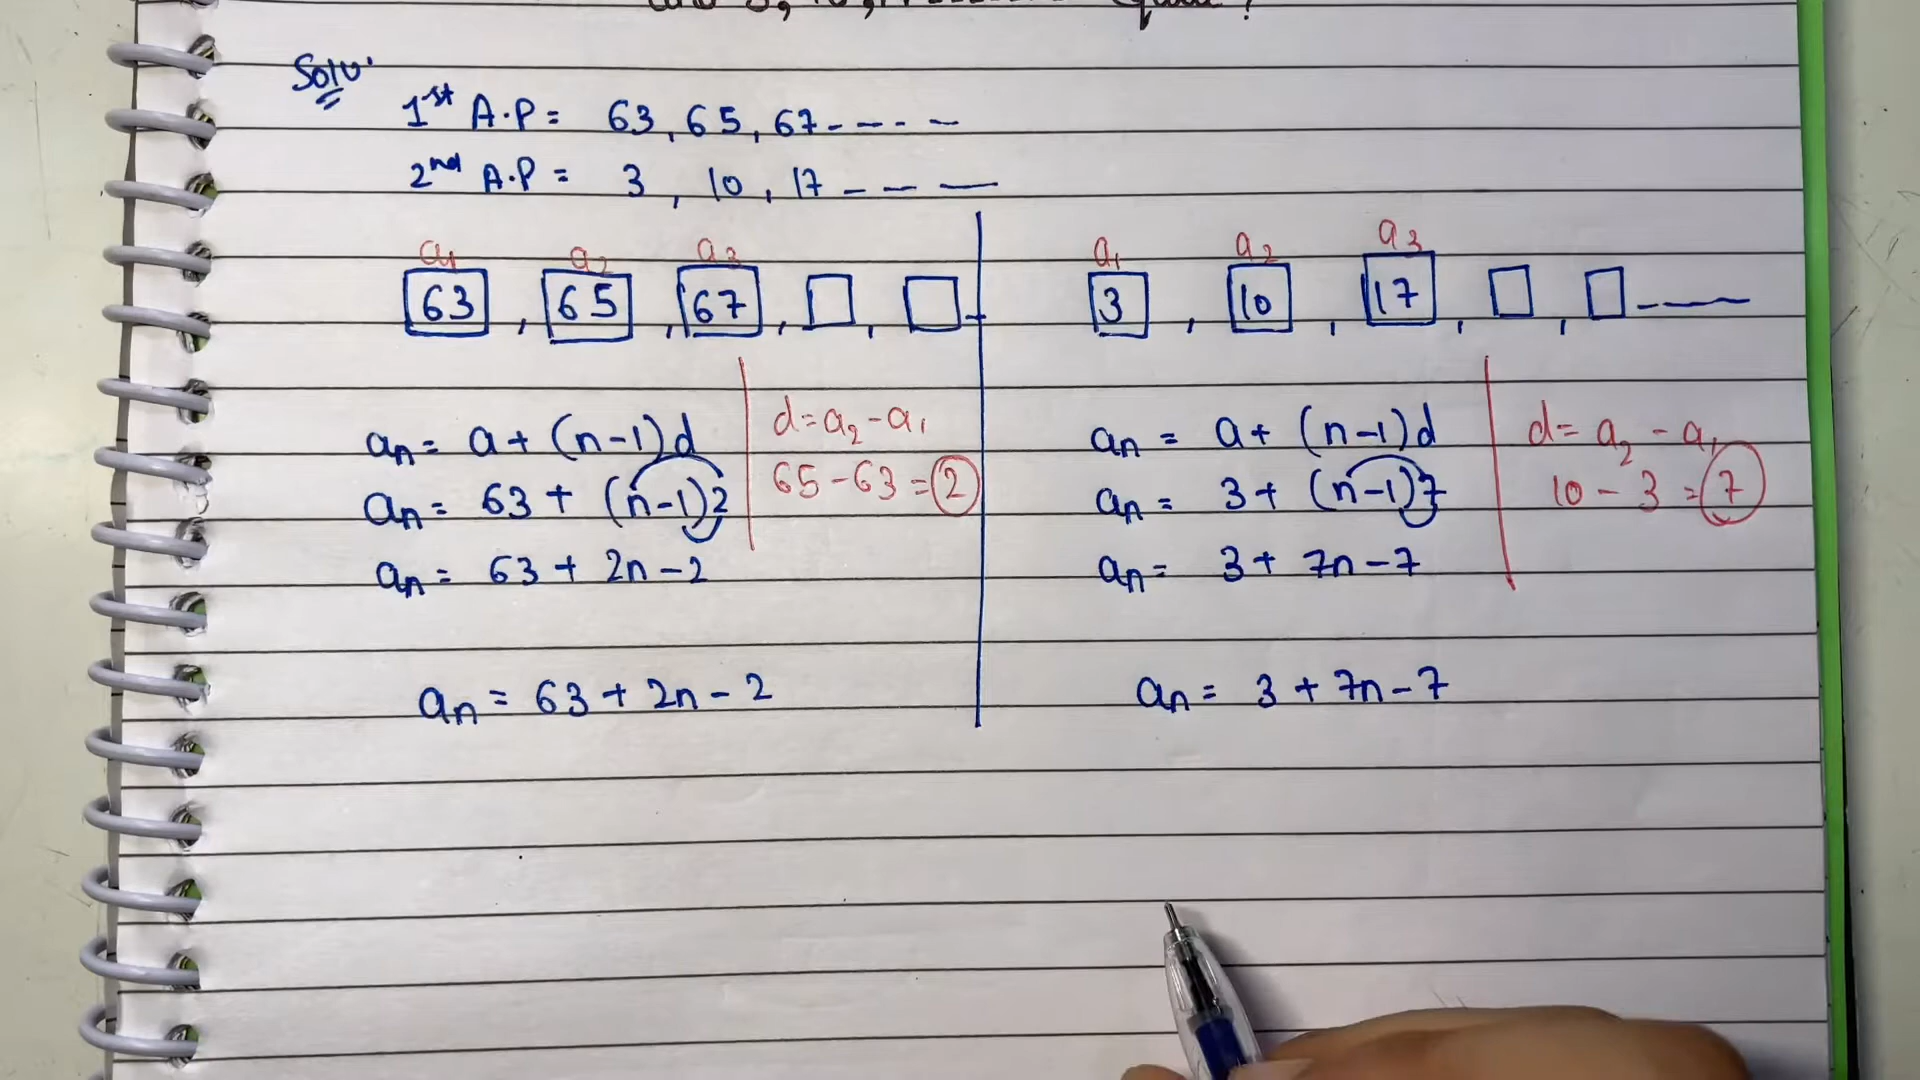 Solu.
1st A.P = 63, 65, 67 - - - -
2nd A.P = 3, 10, 17 - - -
a1 a2 a3
63, 65, 67, □, □ -
an = a + (n-1)d
an = 63 + (n-1)2
an = 63 + 2n - 2
d = a2 - a1
65 - 63 = 2
an = 63 + 2n - 2
a1 a2 a3
3, 10, 17, □, □ - - -
an = a + (n-1)d
an = 3 + (n-1)7
an = 3 + 7n - 7
d = a2 - a1
10 - 3 = 7
an = 3 + 7n - 7